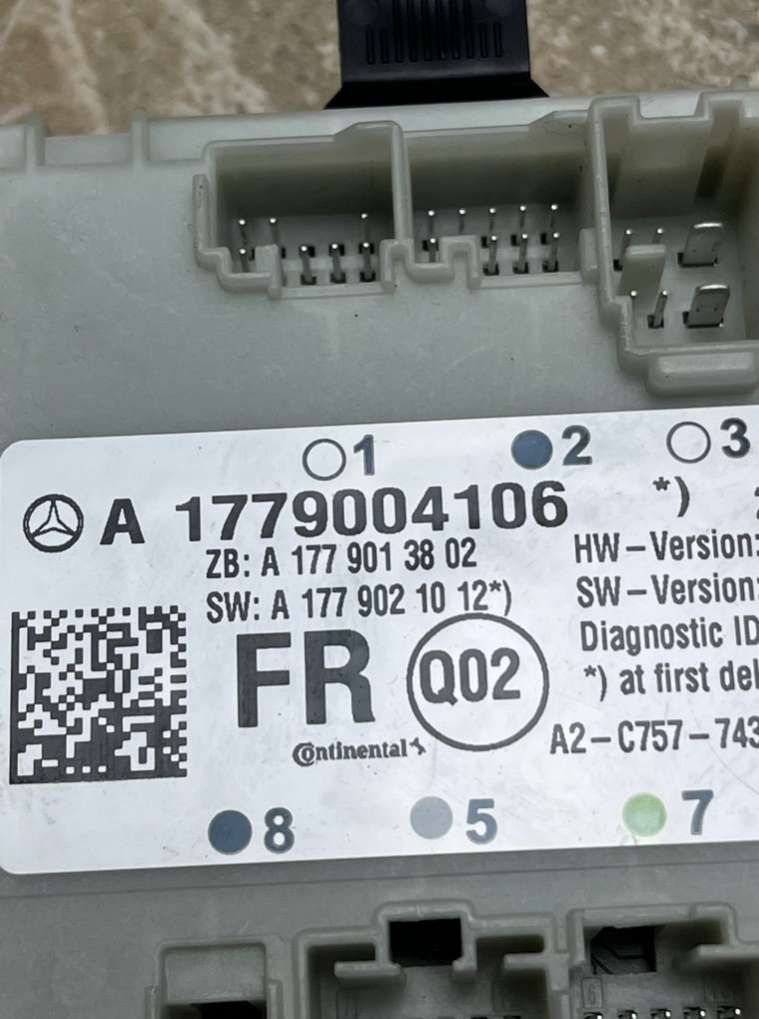 1 2 3
A 1779004106 *)
ZB: A 177 901 38 02 HW-Version:
SW: A 177 902 10 12*) SW-Version:
Diagnostic ID
FR Q02 *) at first del
Continental A2-C757-743
8 5 7